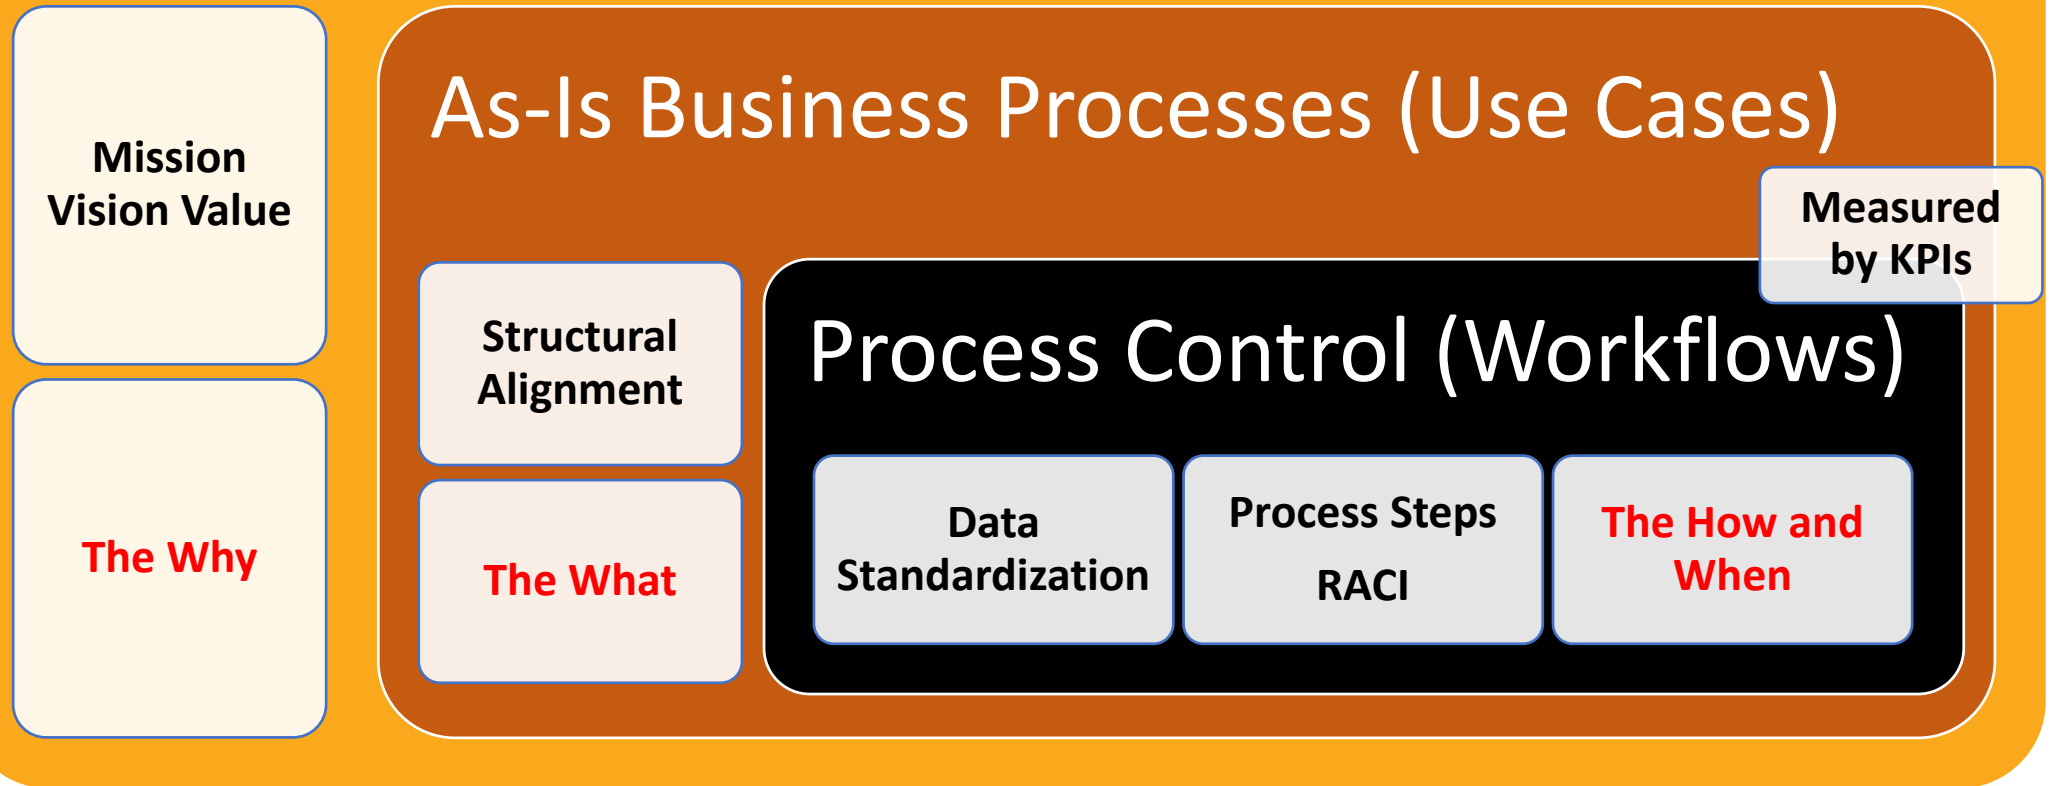 Mission
Vision Value
The Why
As-Is Business Processes (Use Cases)
Measured
by KPIs
Structural
Alignment
The What
Process Control (Workflows)
Data
Standardization
Process Steps
RACI
The How and
When